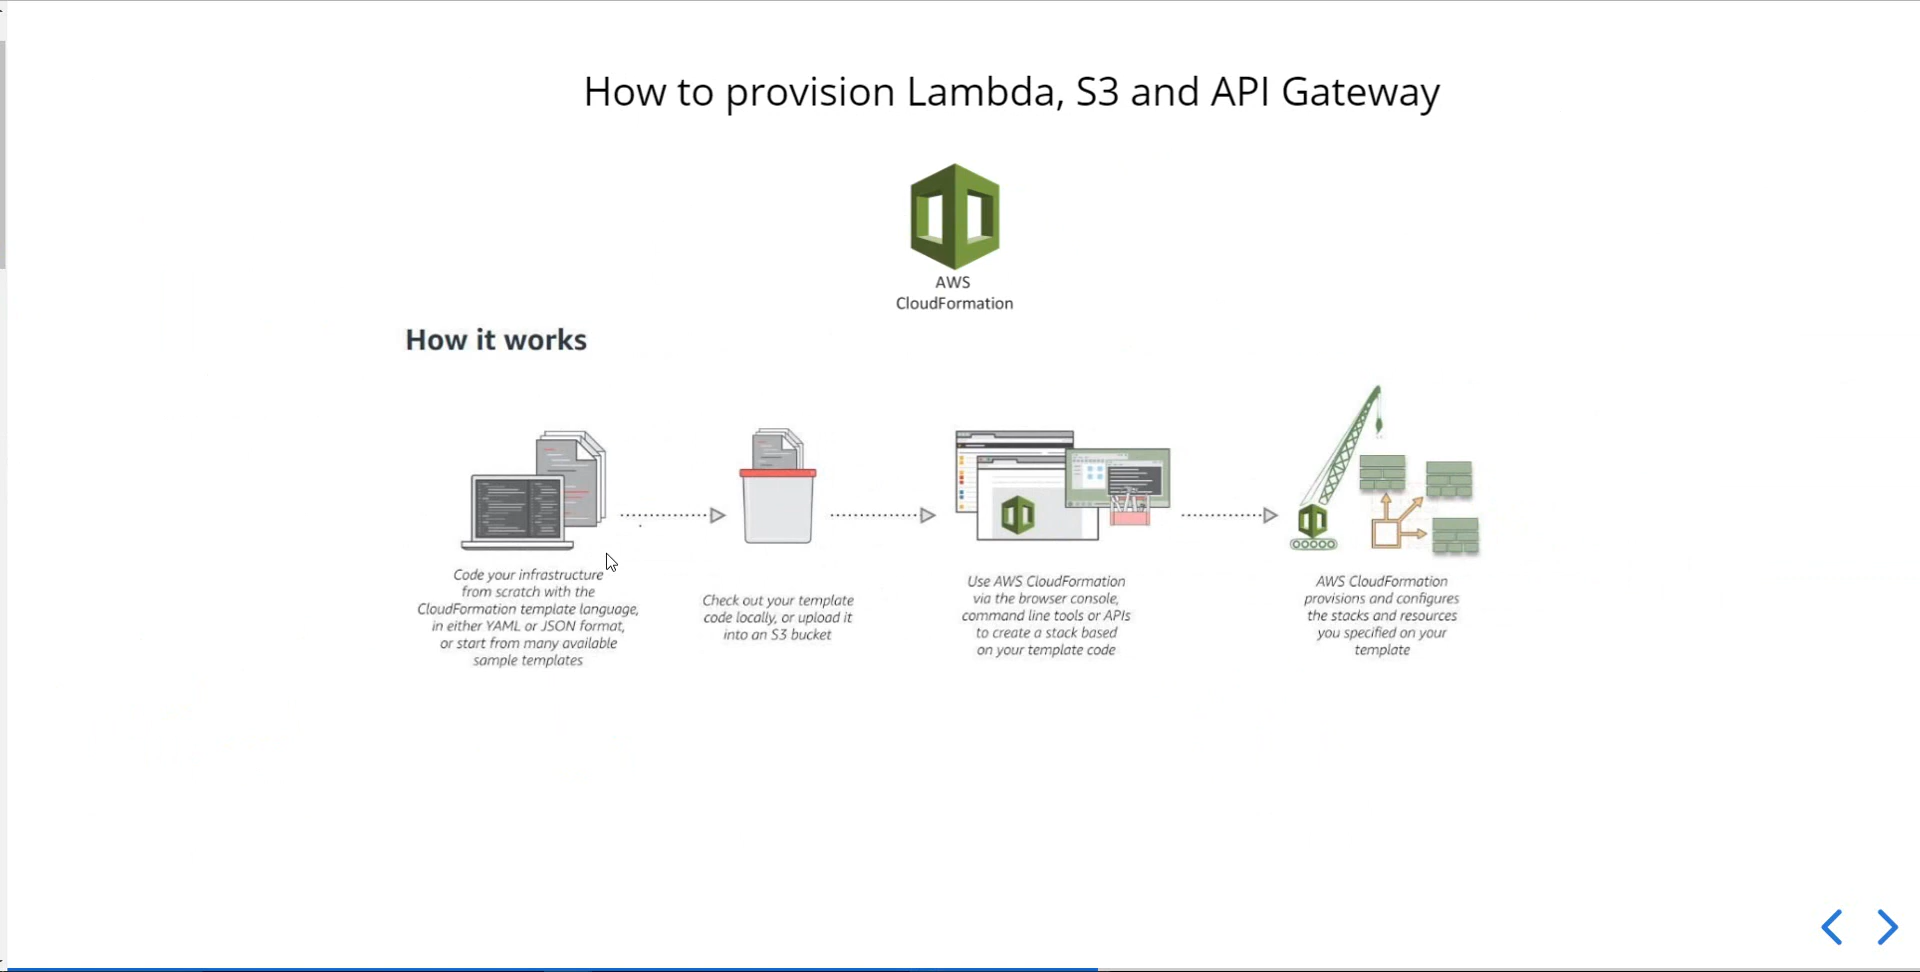 How to provision Lambda, S3 and API Gateway
AWS
CloudFormation
How it works
Code your infrastructure
from scratch with the
CloudFormation template language,
in either YAML or JSON format,
or start from many available
sample templates
Check out your template
code locally, or upload it
into an S3 bucket
Use AWS CloudFormation
via the browser console,
command line tools or APIs
to create a stack based
on your template code
AWS CloudFormation
provisions and configures
the stacks and resources
you specified on your
template